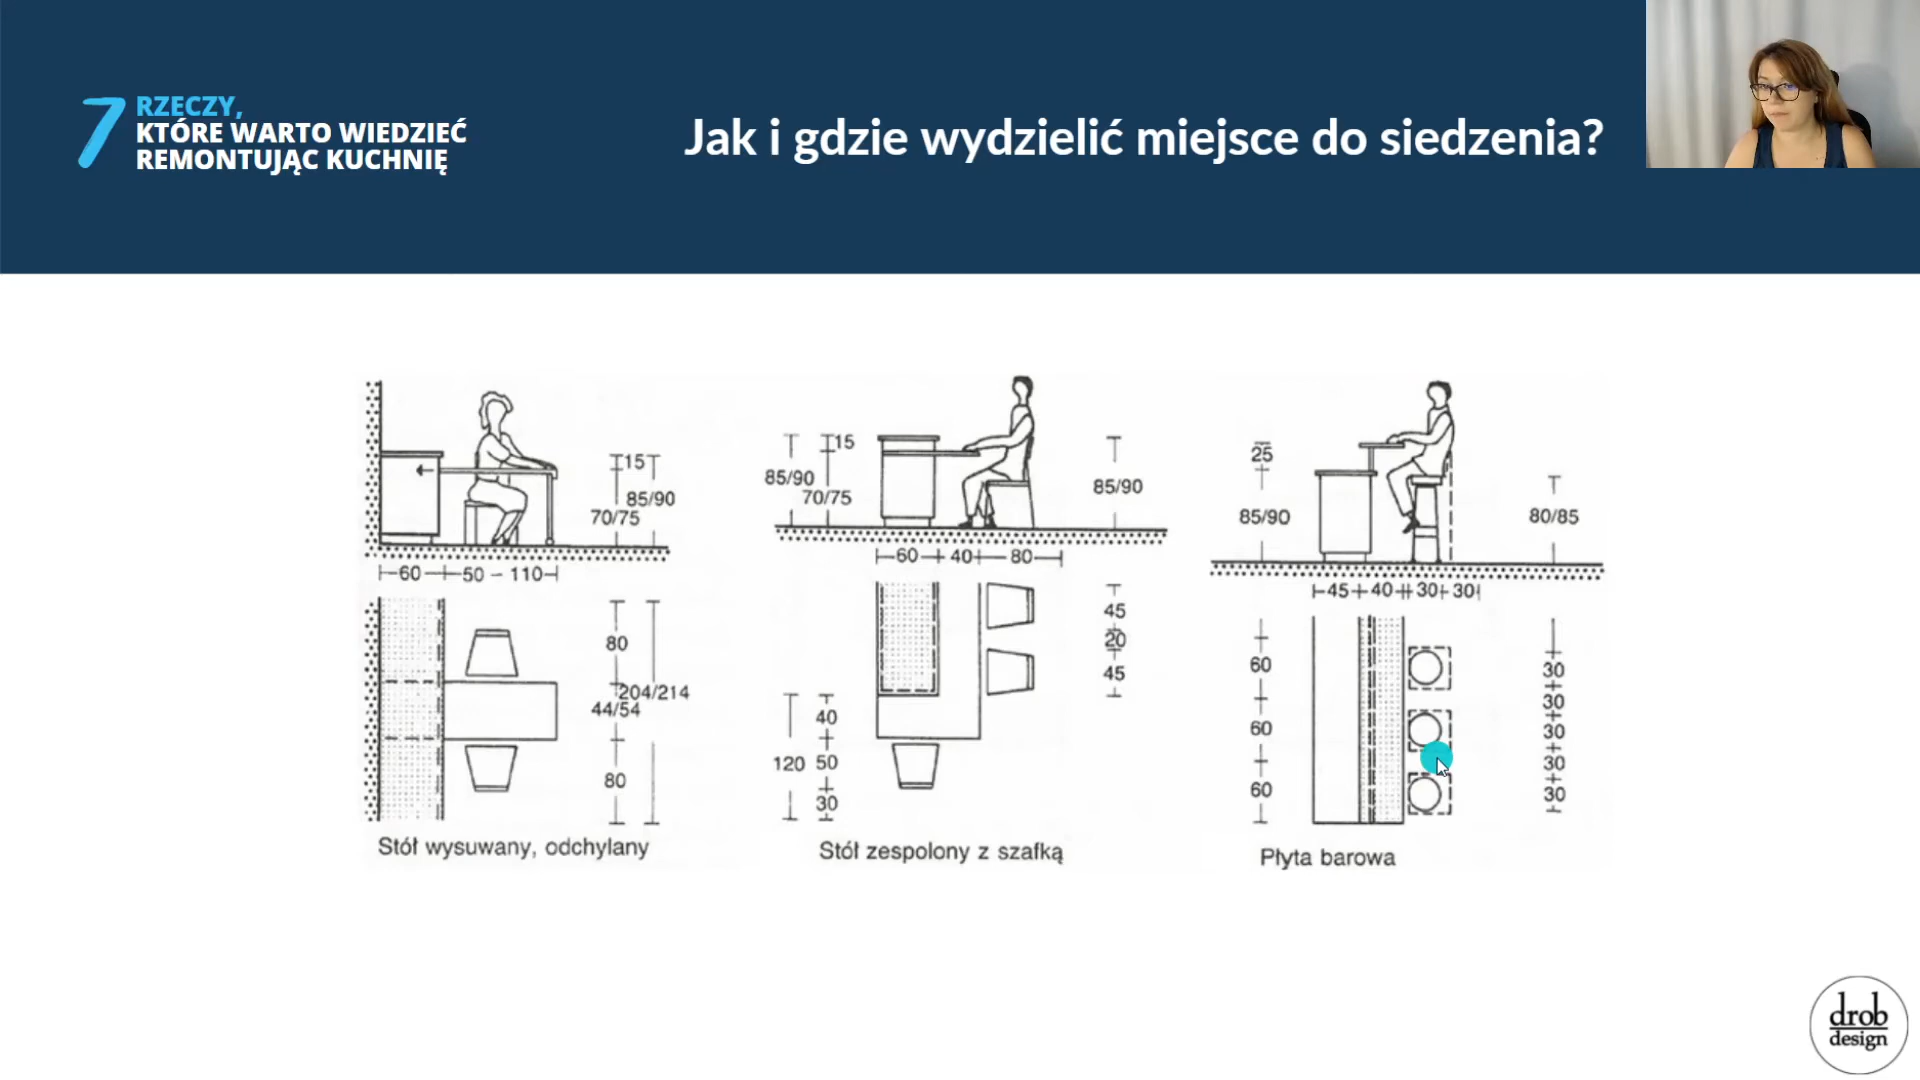 7 RZECZY,
KTÓRE WARTO WIEDZIEĆ
REMONTUJĄC KUCHNIĘ
Jak i gdzie wydzielić miejsce do siedzenia?
15
85/90
70/75
60 50 - 110
80
204/214
44/54
80
Stół wysuwany, odchylany
15
85/90
70/75
85/90
60 40 80
45
20
45
40
120 50
30
Stół zespolony z szafką
25
85/90
80/85
45 40 30 30
60
60
60
30
30
30
30
30
Płyta barowa
drob
design